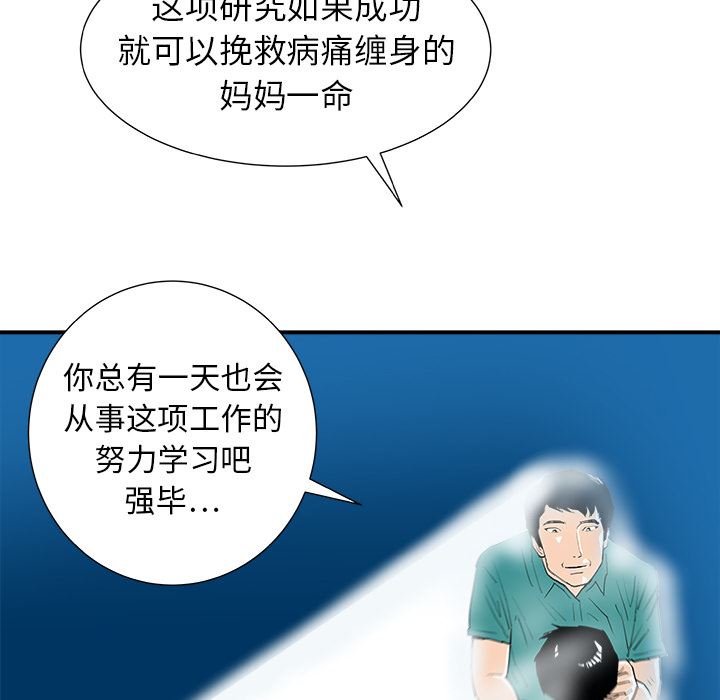 这项研究如果成功
就可以挽救病痛缠身的
妈妈一命
你总有一天也会
从事这项工作的
努力学习吧
强毕...